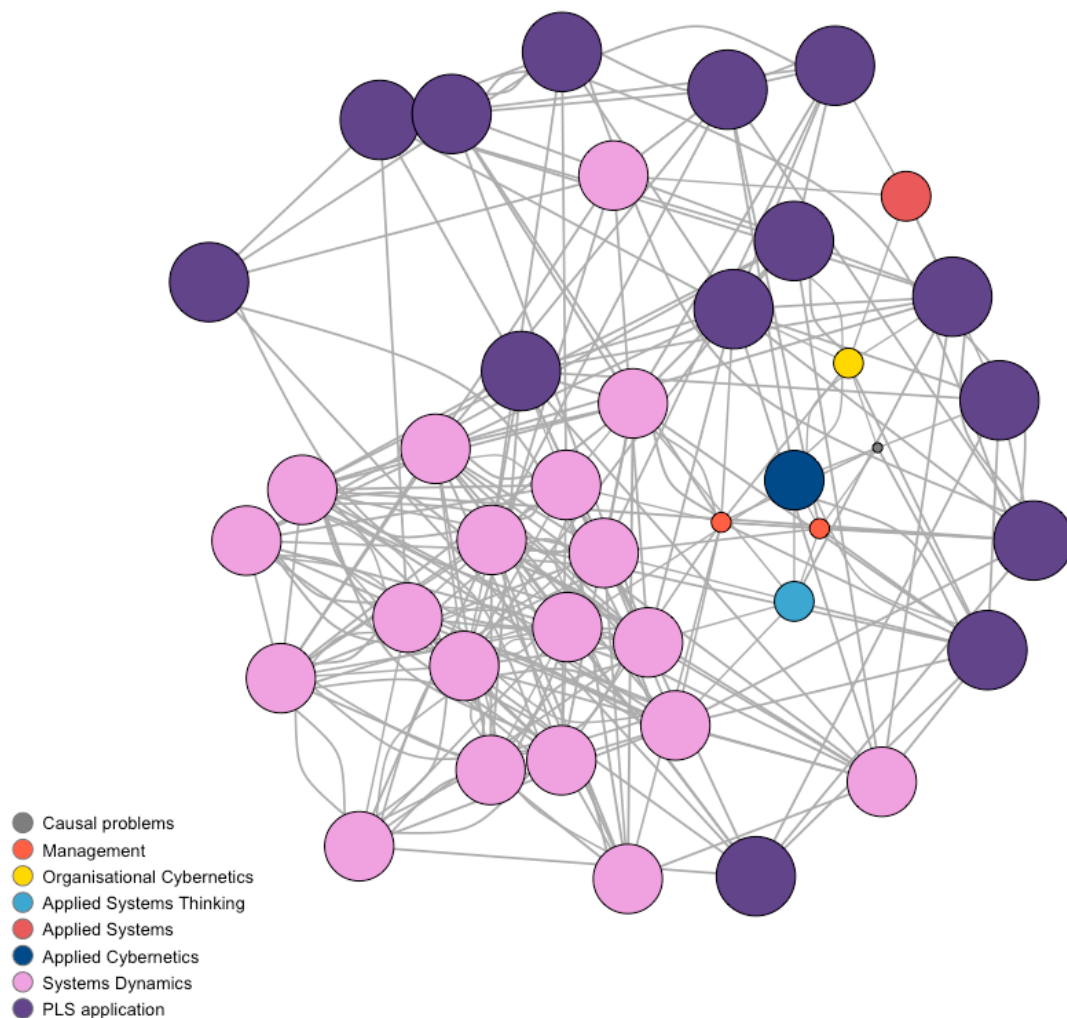 Causal problems
Management
Organisational Cybernetics
Applied Systems Thinking
Applied Systems
Applied Cybernetics
Systems Dynamics
PLS application